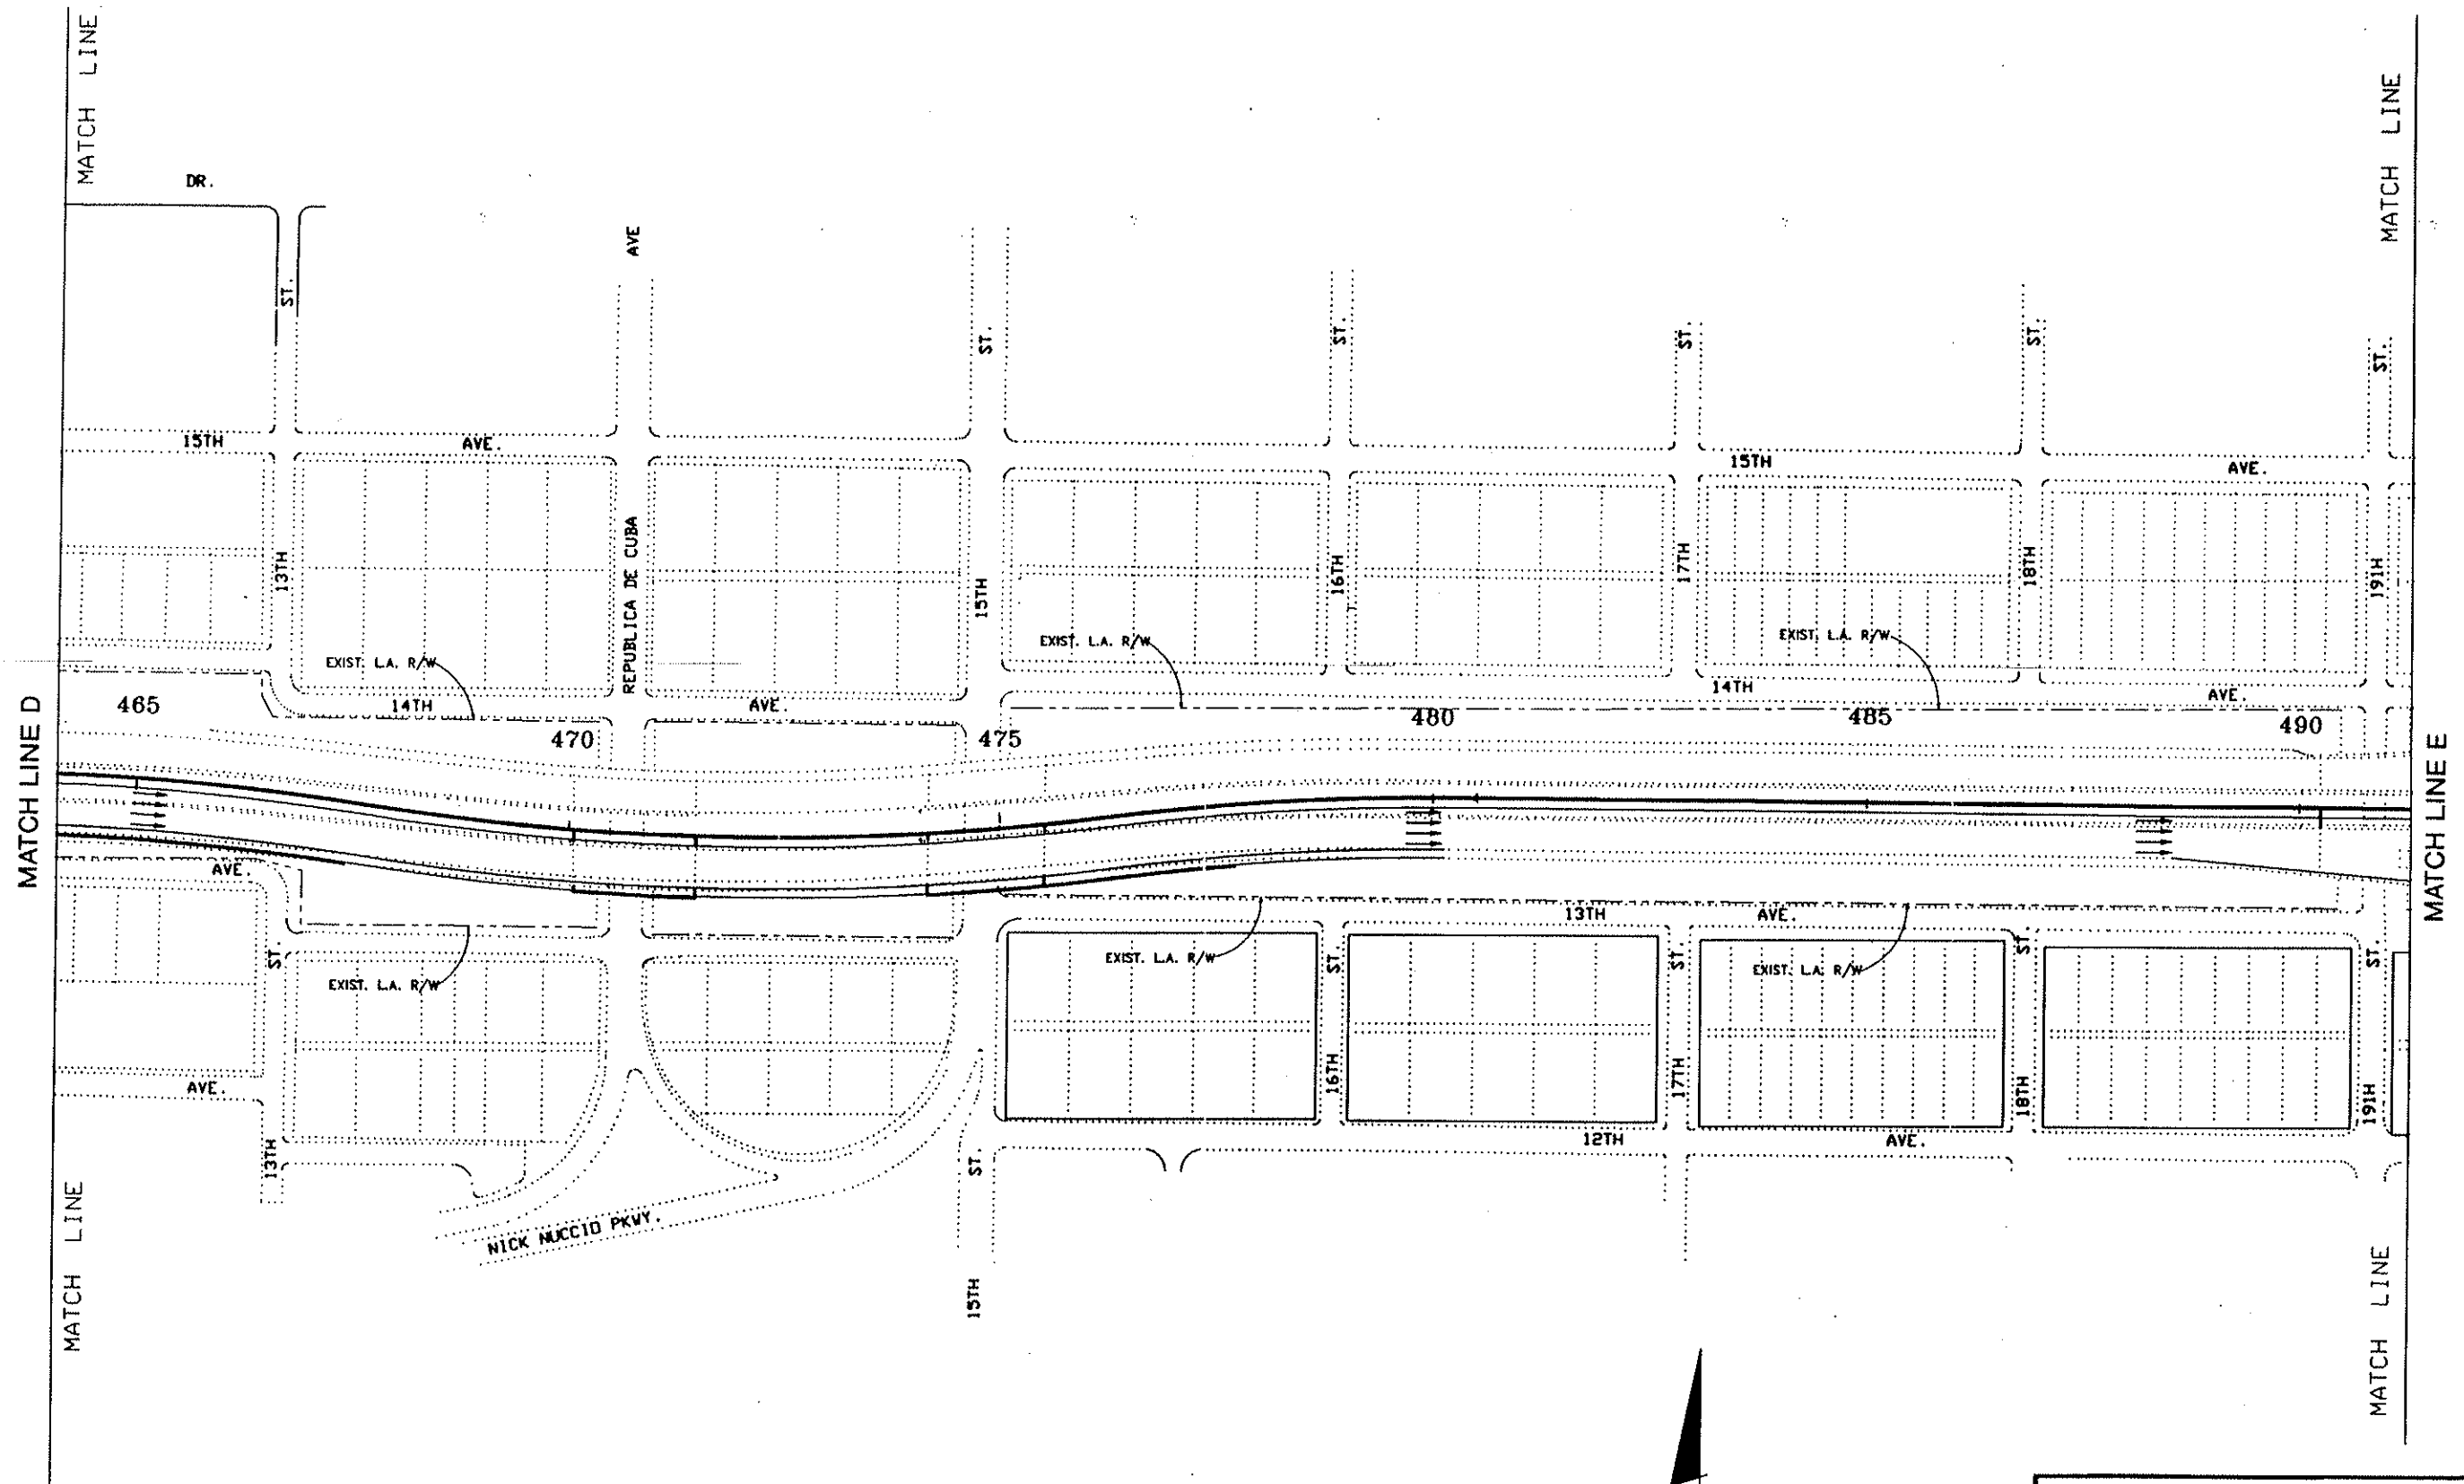 MATCH LINE
MATCH LINE
DR.
AVE
ST.
ST.
ST.
ST.
ST.
ST.
15TH
AVE.
15TH
AVE.
13TH
REPUBLICA DE CUBA
15TH
16TH
17TH
18TH
19TH
EXIST. L.A. R/W
EXIST. L.A. R/W
EXIST. L.A. R/W
14TH
AVE.
14TH
AVE.
465
470
475
480
485
490
MATCH LINE D
MATCH LINE E
AVE.
13TH
AVE.
ST.
ST.
ST.
ST
ST.
EXIST. L.A. R/W
EXIST. L.A. R/W
EXIST. L.A. R/W
16TH
17TH
18TH
19TH
AVE.
13TH
12TH
AVE.
ST.
NICK NUCCIO PKWY.
15TH
MATCH LINE
MATCH LINE